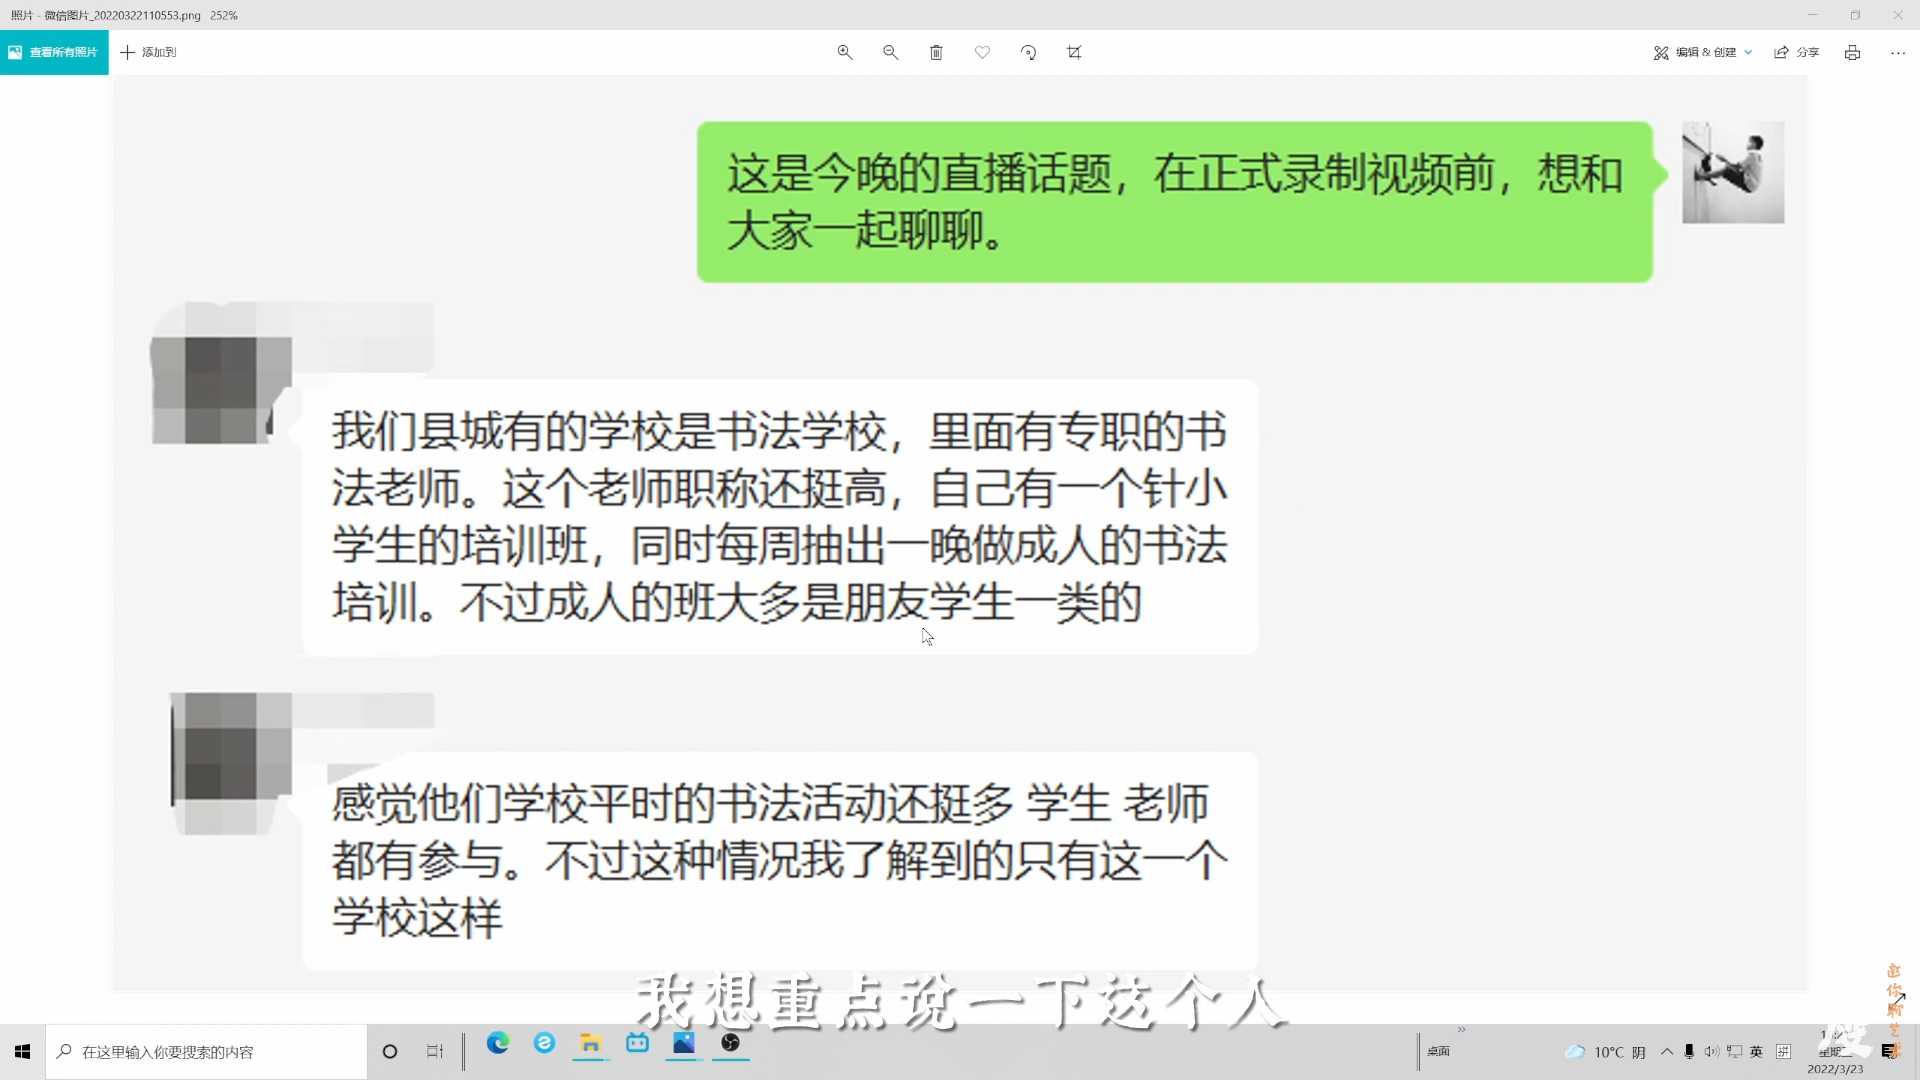 照片 - 微信图片_20220322110553.png 252%
查看所有照片
添加到
编辑 & 创建
分享
这是今晚的直播话题，在正式录制视频前，想和
大家一起聊聊。
我们县城有的学校是书法学校，里面有专职的书
法老师。这个老师职称还挺高，自己有一个针小
学生的培训班，同时每周抽出一晚做成人的书法
培训。不过成人的班大多是朋友学生一类的
感觉他们学校平时的书法活动还挺多 学生 老师
都有参与。不过这种情况我了解到的只有这一个
学校这样
我想重点说一下这个人
在这里输入你要搜索的内容
桌面
10°C 阴
英
拼
2022/3/23